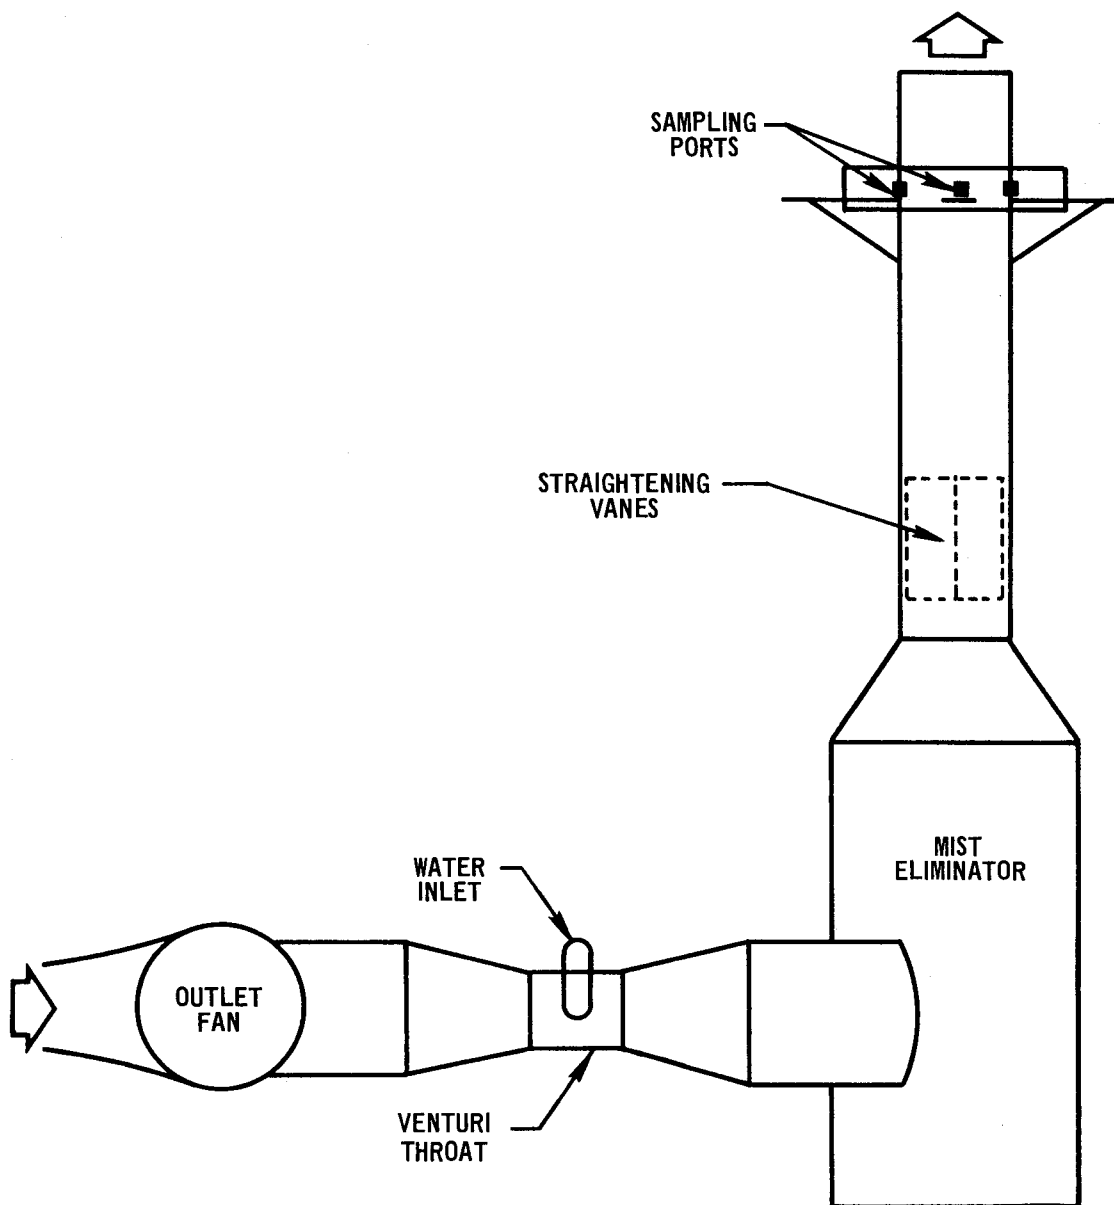 SAMPLING
PORTS
STRAIGHTENING
VANES
MIST
ELIMINATOR
WATER
INLET
OUTLET
FAN
VENTURI
THROAT